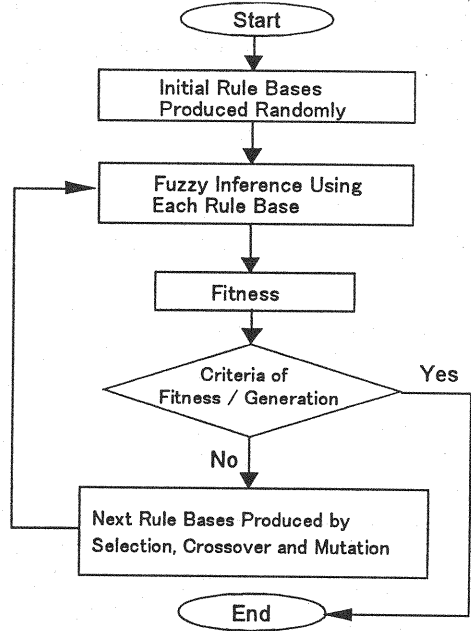 Start
Initial Rule Bases
Produced Randomly
Fuzzy Inference Using
Each Rule Base
Fitness
Criteria of
Fitness / Generation
Yes
No
Next Rule Bases Produced by
Selection, Crossover and Mutation
End